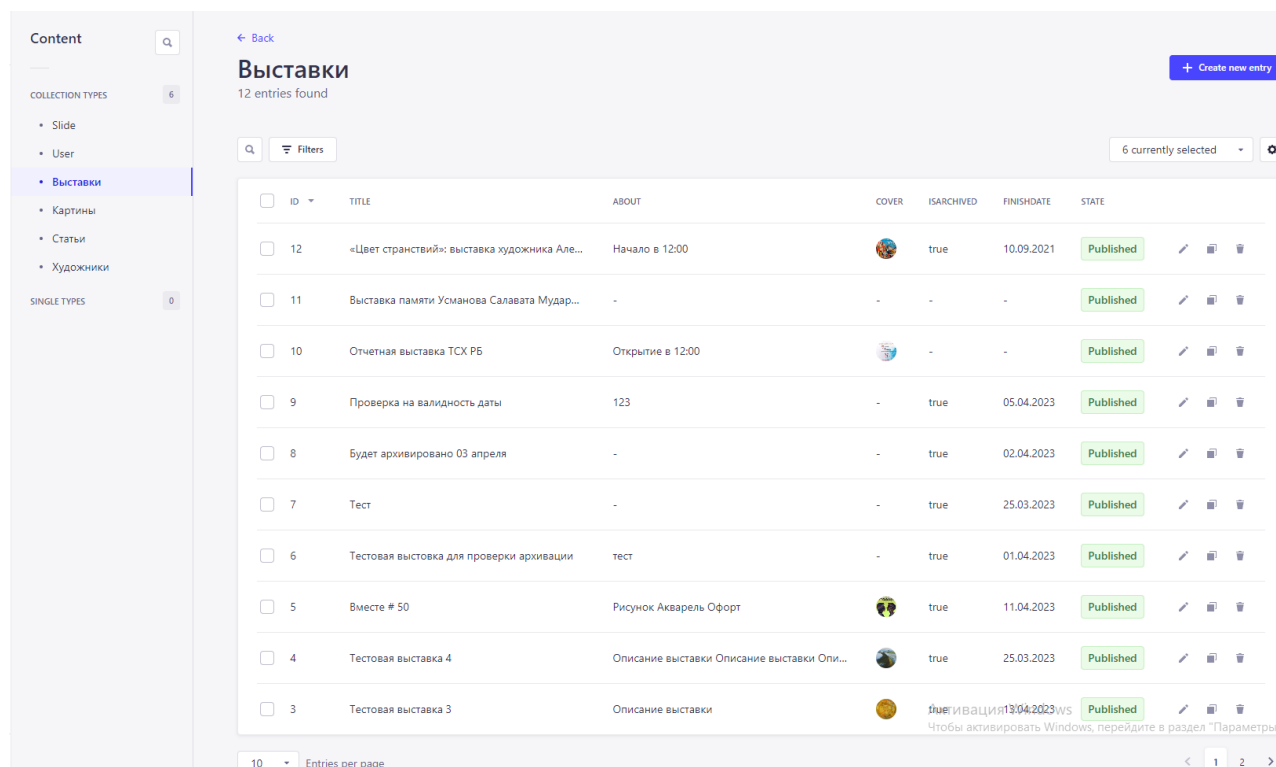 Content
COLLECTION TYPES 6
Slide
User
Выставки
Картины
Статьи
Художники
SINGLE TYPES 0
← Back
Выставки
12 entries found
+ Create new entry
Filters
6 currently selected
ID TITLE ABOUT COVER ISARCHIVED FINISHDATE STATE
12 «Цвет странствий»: выставка художника Але... Начало в 12:00 true 10.09.2021 Published
11 Выставка памяти Усманова Салавата Мудар... - - - - Published
10 Отчетная выставка ТСХ РБ Открытие в 12:00 - - Published
9 Проверка на валидность даты 123 - true 05.04.2023 Published
8 Будет архивировано 03 апреля - - true 02.04.2023 Published
7 Тест - - true 25.03.2023 Published
6 Тестовая выстовка для проверки архивации тест - true 01.04.2023 Published
5 Вместе # 50 Рисунок Акварель Офорт true 11.04.2023 Published
4 Тестовая выставка 4 Описание выставки Описание выставки Опи... true 25.03.2023 Published
3 Тестовая выставка 3 Описание выставки true 13.04.2023 Published
Активация Windows
Чтобы активировать Windows, перейдите в раздел "Параметры
10 Entries per page
1 2